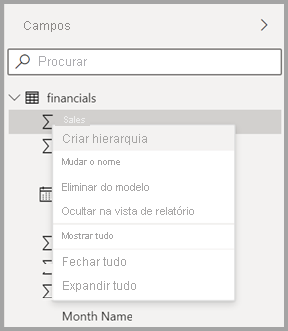 Campos
Procurar
financials
Sales
Criar hierarquia
Mudar o nome
Eliminar do modelo
Ocultar na vista de relatório
Mostrar tudo
Fechar tudo
Expandir tudo
Month Name